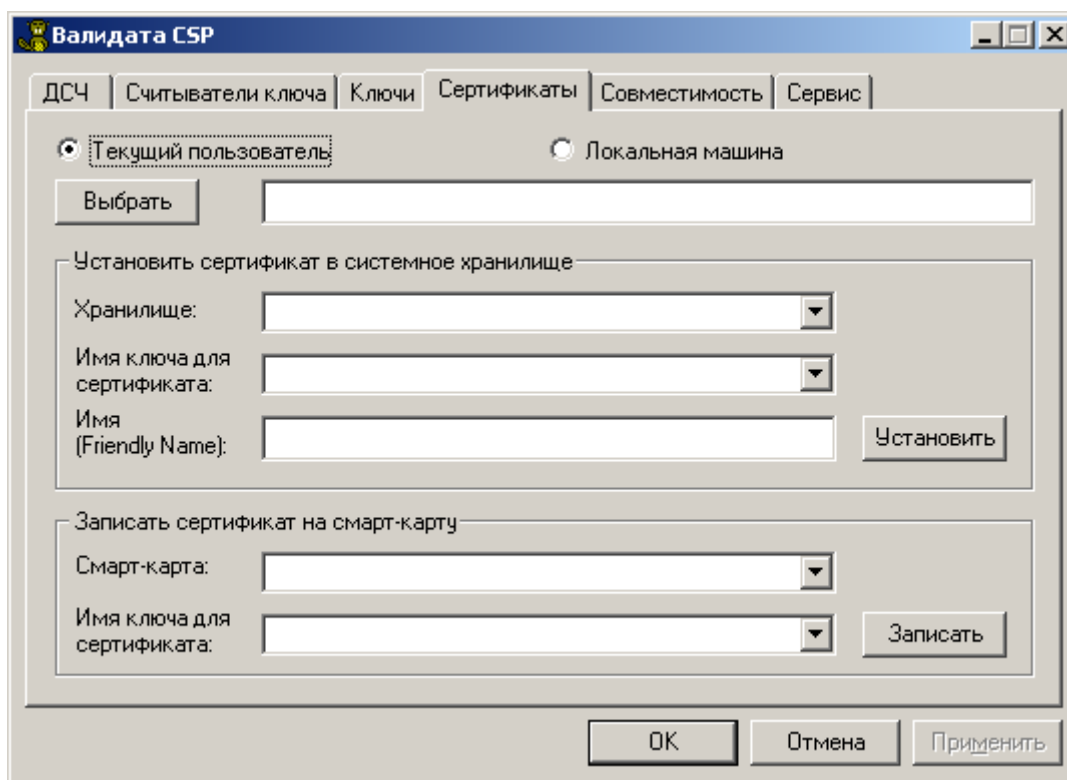 Валидата CSP
ДСЧ Считыватели ключа Ключи Сертификаты Совместимость Сервис
Текущий пользователь Локальная машина
Выбрать
Установить сертификат в системное хранилище
Хранилище:
Имя ключа для
сертификата:
Имя
(Friendly Name):
Установить
Записать сертификат на смарт-карту
Смарт-карта:
Имя ключа для
сертификата:
Записать
OK Отмена Применить